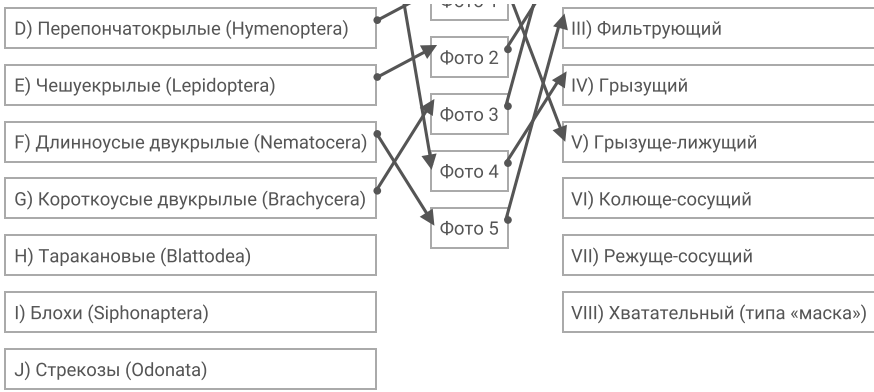 D) Перепончатокрылые (Hymenoptera)
E) Чешуекрылые (Lepidoptera)
F) Длинноусые двукрылые (Nematocera)
G) Короткоусые двукрылые (Brachycera)
H) Таракановые (Blattodea)
I) Блохи (Siphonaptera)
J) Стрекозы (Odonata)
Фото 2
Фото 3
Фото 4
Фото 5
III) Фильтрующий
IV) Грызущий
V) Грызуще-лижущий
VI) Колюще-сосущий
VII) Режуще-сосущий
VIII) Хватательный (типа «маска»)